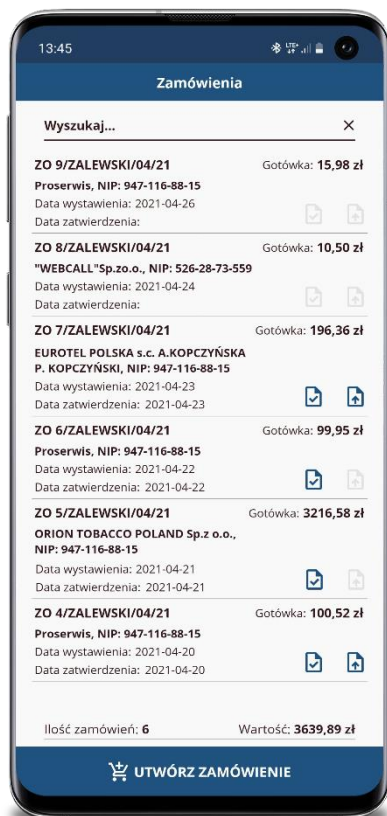 13:45
LTE+
Zamówienia
Wyszukaj...
ZO 9/ZALEWSKI/04/21 Gotówka: 15,98 zł
Proserwis, NIP: 947-116-88-15
Data wystawienia: 2021-04-26
Data zatwierdzenia:
ZO 8/ZALEWSKI/04/21 Gotówka: 10,50 zł
"WEBCALL"Sp.zo.o., NIP: 526-28-73-559
Data wystawienia: 2021-04-24
Data zatwierdzenia:
ZO 7/ZALEWSKI/04/21 Gotówka: 196,36 zł
EUROTEL POLSKA s.c. A.KOPCZYŃSKA
P. KOPCZYŃSKI, NIP: 947-116-88-15
Data wystawienia: 2021-04-23
Data zatwierdzenia: 2021-04-23
ZO 6/ZALEWSKI/04/21 Gotówka: 99,95 zł
Proserwis, NIP: 947-116-88-15
Data wystawienia: 2021-04-22
Data zatwierdzenia: 2021-04-22
ZO 5/ZALEWSKI/04/21 Gotówka: 3216,58 zł
ORION TOBACCO POLAND Sp.z o.o.,
NIP: 947-116-88-15
Data wystawienia: 2021-04-21
Data zatwierdzenia: 2021-04-21
ZO 4/ZALEWSKI/04/21 Gotówka: 100,52 zł
Proserwis, NIP: 947-116-88-15
Data wystawienia: 2021-04-20
Data zatwierdzenia: 2021-04-20
Ilość zamówień: 6 Wartość: 3639,89 zł
UTWÓRZ ZAMÓWIENIE